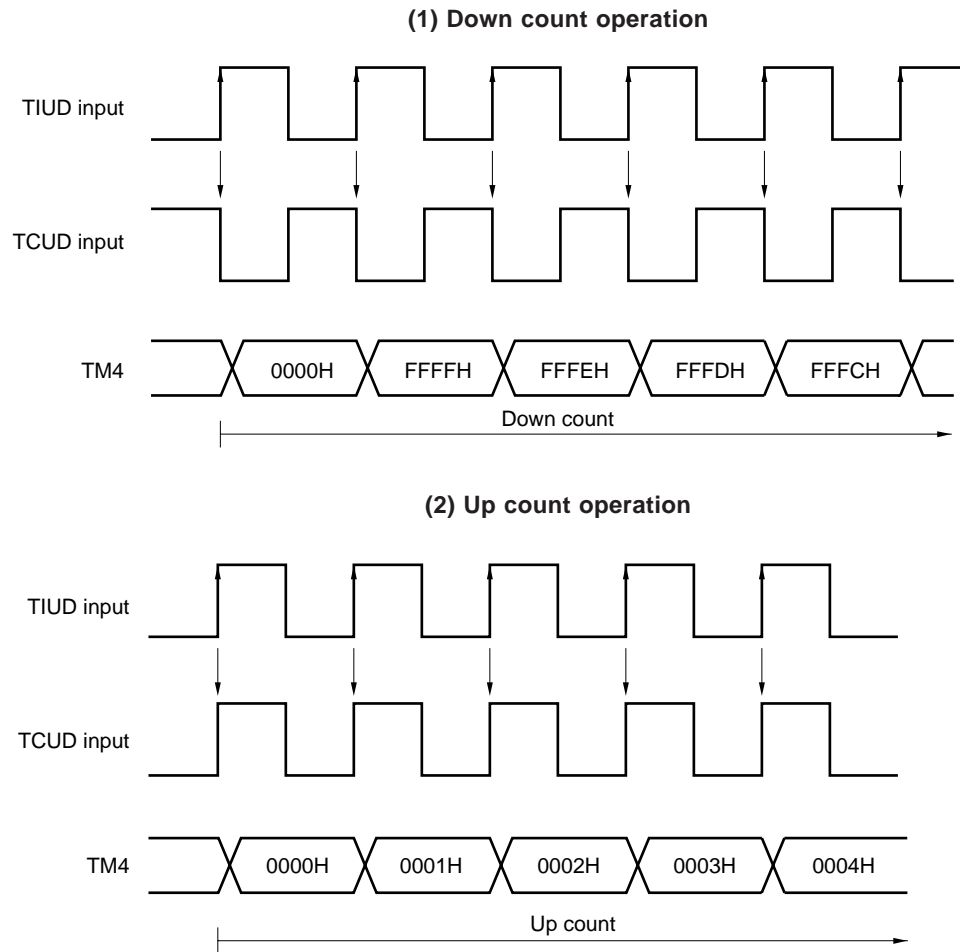 (1) Down count operation
TIUD input
TCUD input
TM4
0000H FFFFH FFFEH FFFDH FFFCH
Down count
(2) Up count operation
TIUD input
TCUD input
TM4
0000H 0001H 0002H 0003H 0004H
Up count